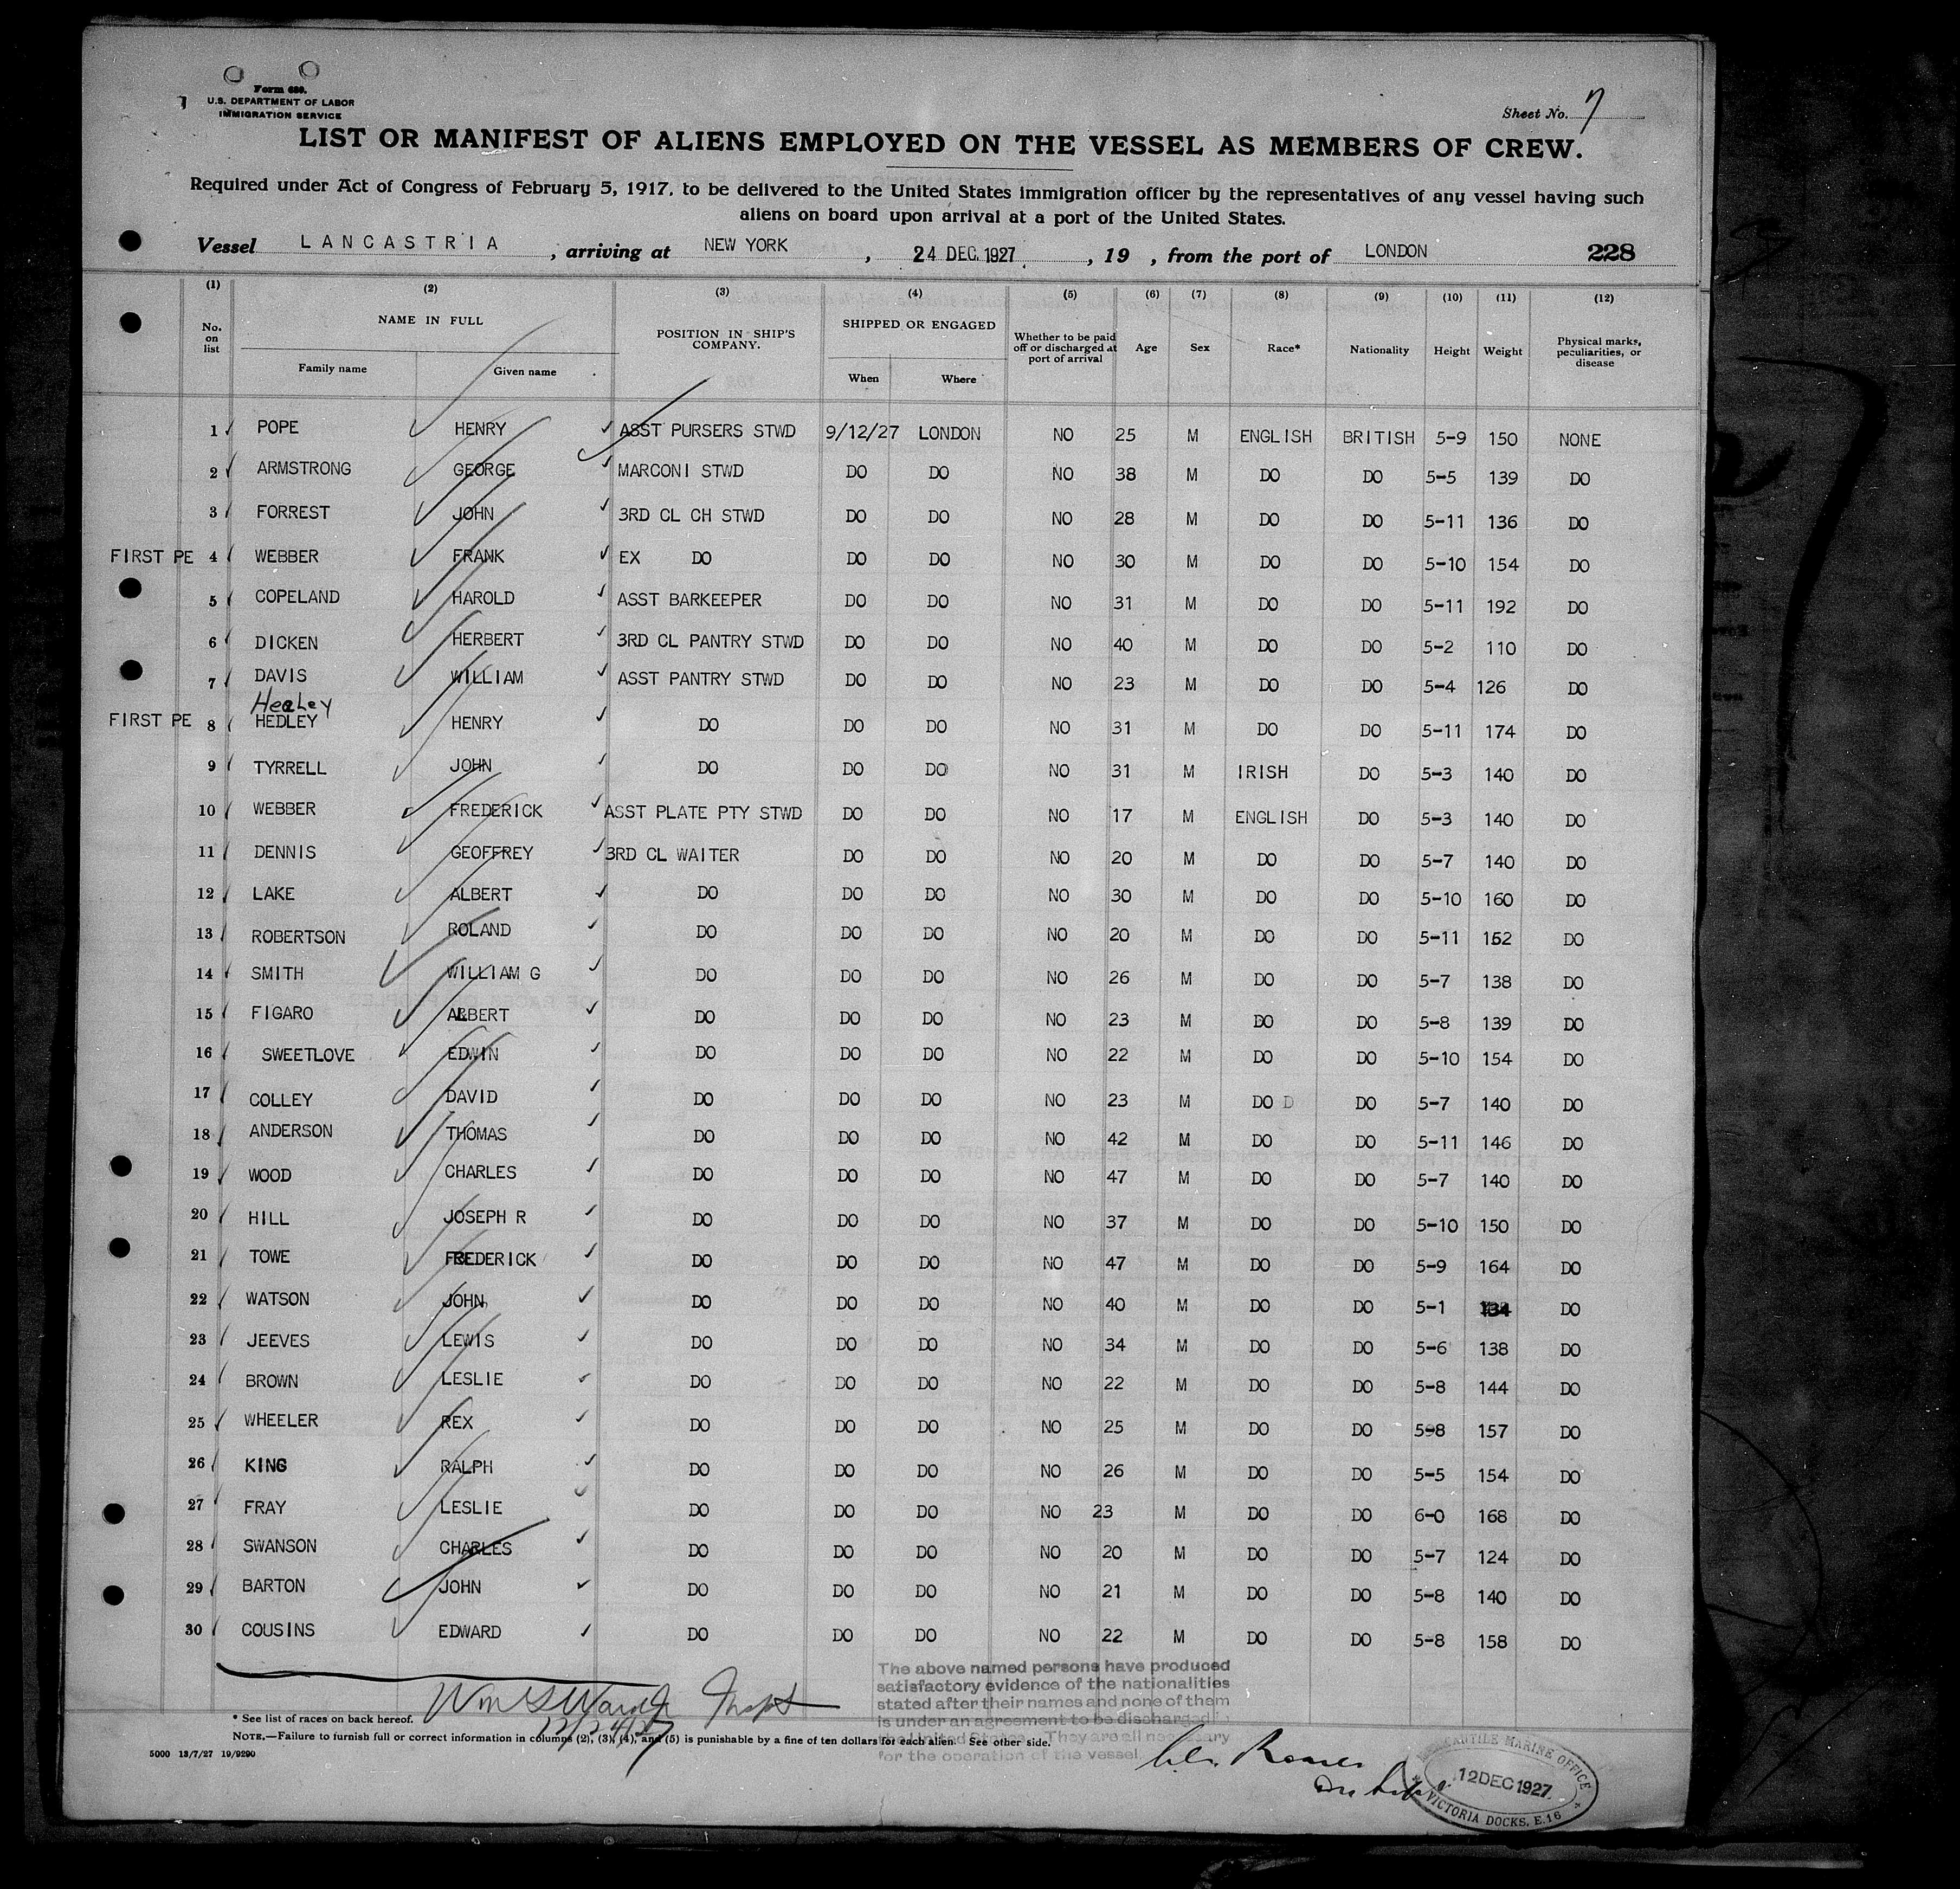 Form 689.
U.S. DEPARTMENT OF LABOR
IMMIGRATION SERVICE
Sheet No. 7
LIST OR MANIFEST OF ALIENS EMPLOYED ON THE VESSEL AS MEMBERS OF CREW.
Required under Act of Congress of February 5, 1917, to be delivered to the United States immigration officer by the representatives of any vessel having such
aliens on board upon arrival at a port of the United States.
Vessel LANCASTRIA, arriving at NEW YORK, 24 DEC. 1927, 19 , from the port of LONDON 228
(1) (2) (3) (4) (5) (6) (7) (8) (9) (10) (11) (12)
No. on list NAME IN FULL Family name Given name POSITION IN SHIP'S COMPANY. SHIPPED OR ENGAGED When Where Whether to be paid off or discharged at port of arrival Age Sex Race* Nationality Height Weight Physical marks, peculiarities, or disease
1 POPE HENRY ASST PURSERS STWD 9/12/27 LONDON NO 25 M ENGLISH BRITISH 5-9 150 NONE
2 ARMSTRONG GEORGE MARCONI STWD DO DO NO 38 M DO DO 5-5 139 DO
3 FORREST JOHN 3RD CL CH STWD DO DO NO 28 M DO DO 5-11 136 DO
FIRST PE 4 WEBBER FRANK EX DO DO DO NO 30 M DO DO 5-10 154 DO
5 COPELAND HAROLD ASST BARKEEPER DO DO NO 31 M DO DO 5-11 192 DO
6 DICKEN HERBERT 3RD CL PANTRY STWD DO DO NO 40 M DO DO 5-2 110 DO
7 DAVIS WILLIAM ASST PANTRY STWD DO DO NO 23 M DO DO 5-4 126 DO
Healey
FIRST PE 8 HEDLEY HENRY DO DO DO NO 31 M DO DO 5-11 174 DO
9 TYRRELL JOHN DO DO DO NO 31 M IRISH DO 5-3 140 DO
10 WEBBER FREDERICK ASST PLATE PTY STWD DO DO NO 17 M ENGLISH DO 5-3 140 DO
11 DENNIS GEOFFREY 3RD CL WAITER DO DO NO 20 M DO DO 5-7 140 DO
12 LAKE ALBERT DO DO DO NO 30 M DO DO 5-10 160 DO
13 ROBERTSON ROLAND DO DO DO NO 20 M DO DO 5-11 152 DO
14 SMITH WILLIAM G DO DO DO NO 26 M DO DO 5-7 138 DO
15 FIGARO ALBERT DO DO DO NO 23 M DO DO 5-8 139 DO
16 SWEETLOVE EDWIN DO DO DO NO 22 M DO DO 5-10 154 DO
17 COLLEY DAVID DO DO DO NO 23 M DO D DO 5-7 140 DO
18 ANDERSON THOMAS DO DO DO NO 42 M DO DO 5-11 146 DO
19 WOOD CHARLES DO DO DO NO 47 M DO DO 5-7 140 DO
20 HILL JOSEPH R DO DO DO NO 37 M DO DO 5-10 150 DO
21 TOWE FREDERICK DO DO DO NO 47 M DO DO 5-9 164 DO
22 WATSON JOHN DO DO DO NO 40 M DO DO 5-1 134 DO
23 JEEVES LEWIS DO DO DO NO 34 M DO DO 5-6 138 DO
24 BROWN LESLIE DO DO DO NO 22 M DO DO 5-8 144 DO
25 WHEELER REX DO DO DO NO 25 M DO DO 5-8 157 DO
26 KING RALPH DO DO DO NO 26 M DO DO 5-5 154 DO
27 FRAY LESLIE DO DO DO NO 23 M DO DO 6-0 168 DO
28 SWANSON CHARLES DO DO DO NO 20 M DO DO 5-7 124 DO
29 BARTON JOHN DO DO DO NO 21 M DO DO 5-8 140 DO
30 COUSINS EDWARD DO DO DO NO 22 M DO DO 5-8 158 DO
The above named persons have produced
satisfactory evidence of the nationalities
stated after their names and none of them
is under an agreement to be discharged in
the United States. They are all necessary
for the operation of the vessel.
Wm S Ward Jr Inspt
12/24/27
* See list of races on back hereof.
NOTE.—Failure to furnish full or correct information in columns (2), (3), (4), and (5) is punishable by a fine of ten dollars for each alien. See other side.
5000 13/7/27 19/9290
MERCANTILE MARINE OFFICE
12 DEC 1927
VICTORIA DOCKS, E.16